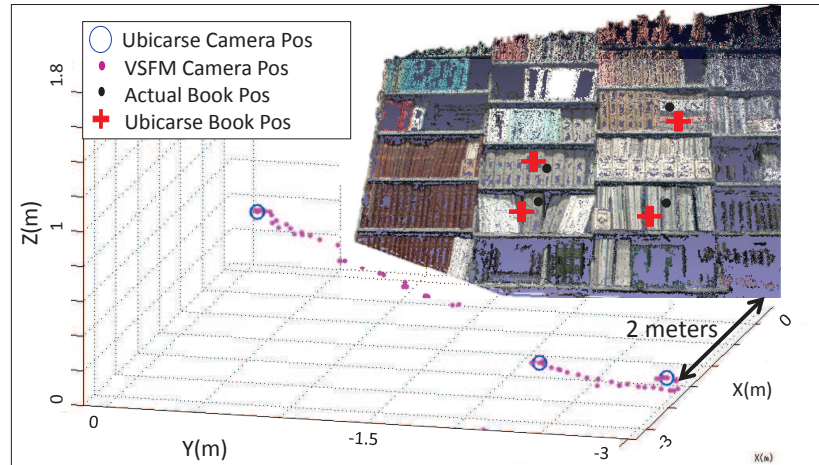 Ubicarse Camera Pos
VSFM Camera Pos
Actual Book Pos
Ubicarse Book Pos
1.8
1
0
Z(m)
0
-1.5
-3
Y(m)
-3
0
X(m)
2 meters
X(m)